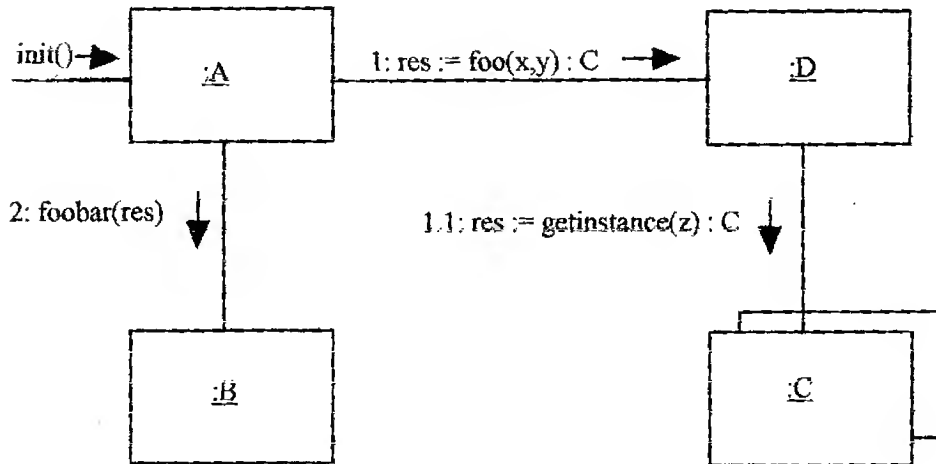 init()
:A
1: res := foo(x,y) : C
:D
2: foobar(res)
1.1: res := getinstance(z) : C
:B
:C